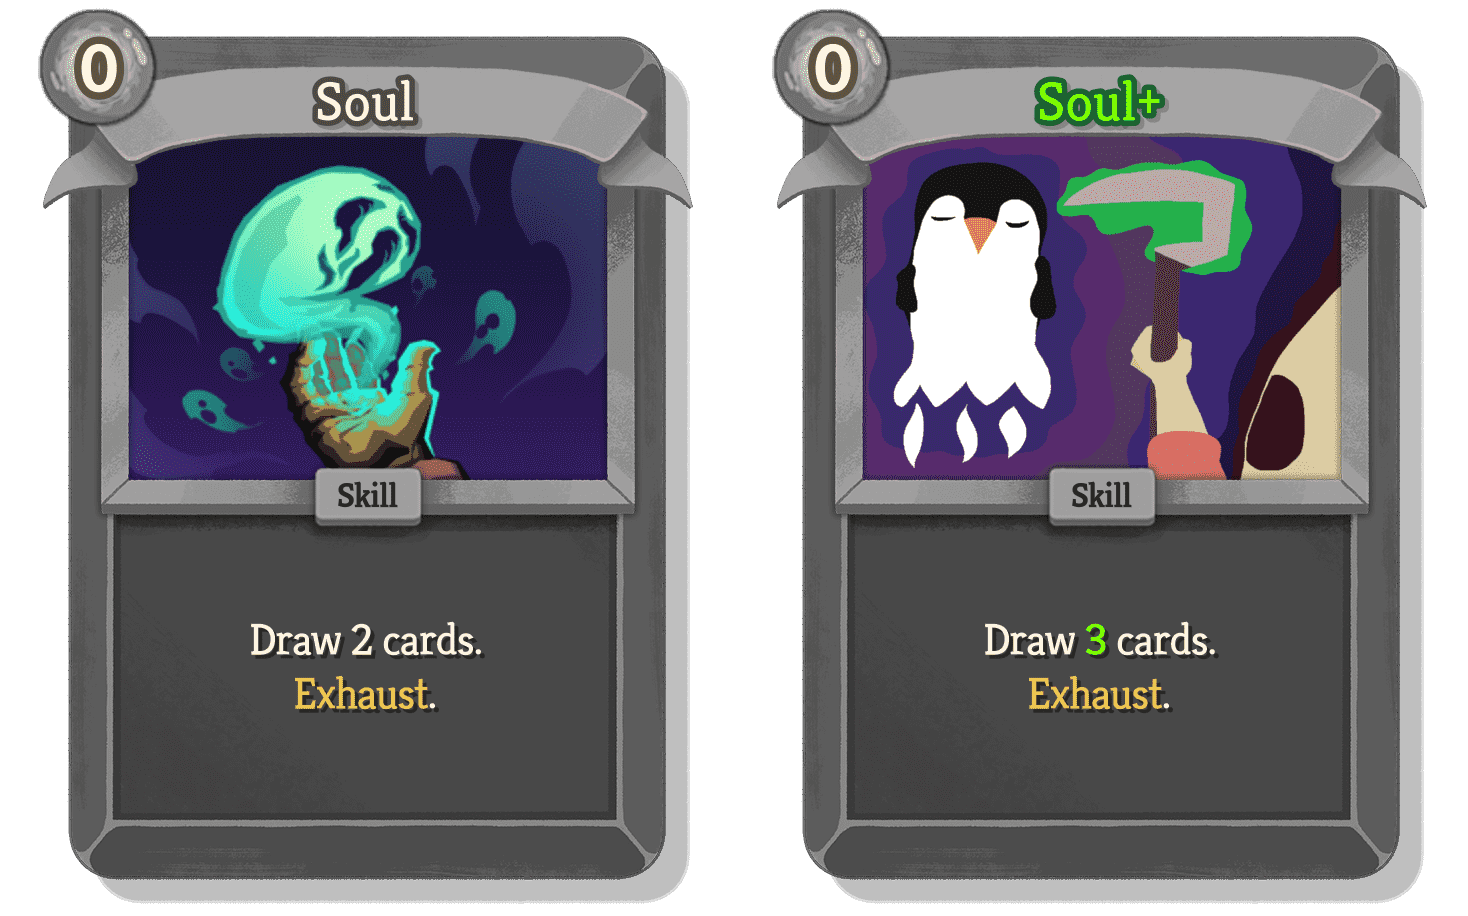 0
Soul
Skill
Draw 2 cards.
Exhaust.
0
Soul+
Skill
Draw 3 cards.
Exhaust.